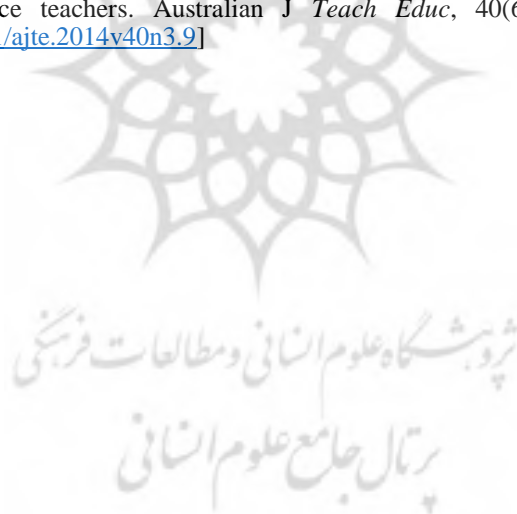 ce teachers. Australian J Teach Educ, 40(6
/ajte.2014v40n3.9]
پژوهشگاه علوم انسانی و مطالعات فرهنگی
پرتال جامع علوم انسانی